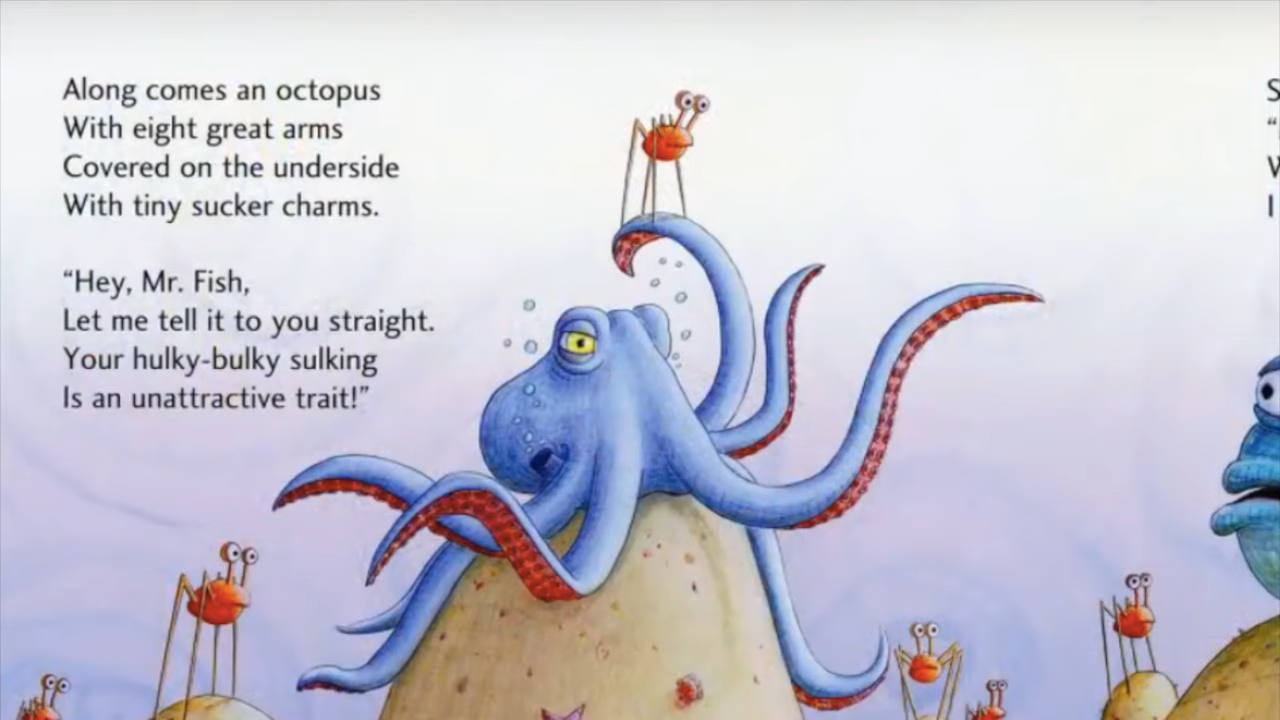 Along comes an octopus
With eight great arms
Covered on the underside
With tiny sucker charms.
“Hey, Mr. Fish,
Let me tell it to you straight.
Your hulky-bulky sulking
Is an unattractive trait!”